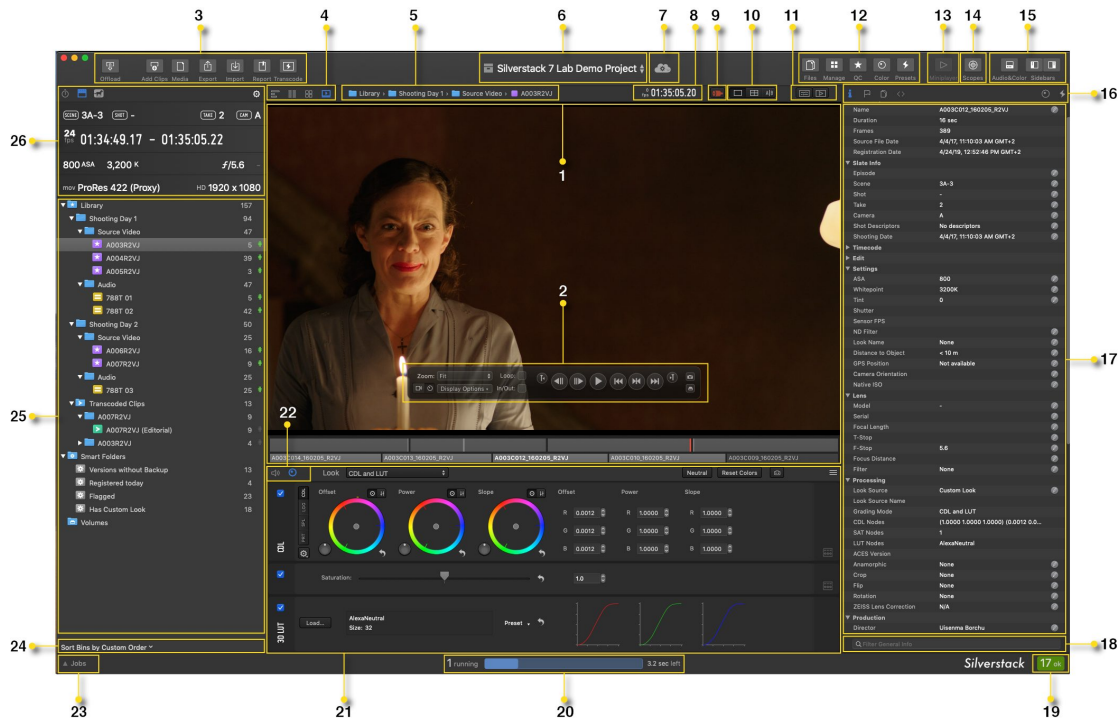 3
4
5
6
7
8
9
10
11
12
13
14
15
Offload
Add Clips Media Export Import Report Transcode
Silverstack 7 Lab Demo Project
Files Manage QC Color Presets
Scopes
Audio&Color Sidebars
Library › Shooting Day 1 › Source Video › A003R2VJ
01:35:05.20
16
SCENE 3A-3 SHOT - TAKE 2 CAM A
24 fps 01:34:49.17 - 01:35:05.22
26
800 ASA 3,200 K ƒ/5.6 -
mov ProRes 422 (Proxy) HD 1920 x 1080
Library 157
Shooting Day 1 94
Source Video 47
A003R2VJ 5
A004R2VJ 39
A005R2VJ 3
Audio 47
788T 01 5
788T 02 42
Shooting Day 2 50
Source Video 25
A006R2VJ 16
A007R2VJ 9
Audio 25
788T 03 25
Transcoded Clips 13
A007R2VJ 9
A007R2VJ (Editorial) 9
A003R2VJ 4
Smart Folders
Versions without Backup 13
Registered today 4
Flagged 23
Has Custom Look 18
Volumes
25
Sort Bins by Custom Order
24
Jobs
23
1
2
Zoom: Fit Loop:
Display Options In/Out:
22
A003C014_160205_R2VJ A003C013_160205_R2VJ A003C012_160205_R2VJ A003C010_160205_R2VJ A003C009_160205_R2VJ
Look CDL and LUT Neutral Reset Colors
CDL
Offset Power Slope Offset Power Slope
R 0.0012 R 1.0000 R 1.0000
G 0.0012 G 1.0000 G 1.0000
B 0.0012 B 1.0000 B 1.0000
CDL
Saturation: 1.0
3D LUT
Load... AlexaNeutral
Size: 32
Preset
21
1 running 3.2 sec left
20
Name A003C012_160205_R2VJ
Duration 16 sec
Frames 389
Source File Date 4/4/17, 11:10:03 AM GMT+2
Registration Date 4/24/19, 12:52:46 PM GMT+2
Slate Info
Episode
Scene 3A-3
Shot -
Take 2
Camera A
Shot Descriptors No descriptors
Shooting Date 4/4/17, 11:10:03 AM GMT+2
Timecode
Edit
Settings
ASA 800
Whitepoint 3200K
Tint 0
Shutter
Sensor FPS
ND Filter
Look Name None
Distance to Object < 10 m
GPS Position Not available
Camera Orientation
Native ISO
17
Lens
Model -
Serial
Focal Length
T-Stop
F-Stop 5.6
Focus Distance
Filter None
Processing
Look Source Custom Look
Look Source Name
Grading Mode CDL and LUT
CDL Nodes (1.0000 1.0000 1.0000) (0.0012 0.0...
SAT Nodes 1
LUT Nodes AlexaNeutral
ACES Version
Anamorphic None
Crop None
Flip None
Rotation None
ZEISS Lens Correction N/A
Production
Director Uisenma Borchu
Filter General Info
18
Silverstack 17 ok
19